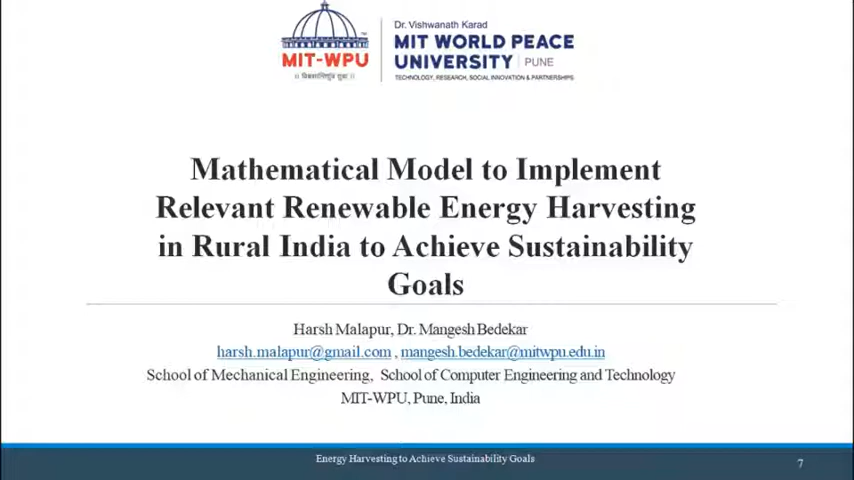 Dr. Vishwanath Karad
MIT WORLD PEACE
UNIVERSITY | PUNE
TECHNOLOGY, RESEARCH, SOCIAL INNOVATION & PARTNERSHIPS
MIT-WPU
Mathematical Model to Implement
Relevant Renewable Energy Harvesting
in Rural India to Achieve Sustainability
Goals
Harsh Malapur, Dr. Mangesh Bedekar
harsh.malapur@gmail.com , mangesh.bedekar@mitwpu.edu.in
School of Mechanical Engineering, School of Computer Engineering and Technology
MIT-WPU, Pune, India
Energy Harvesting to Achieve Sustainability Goals
7